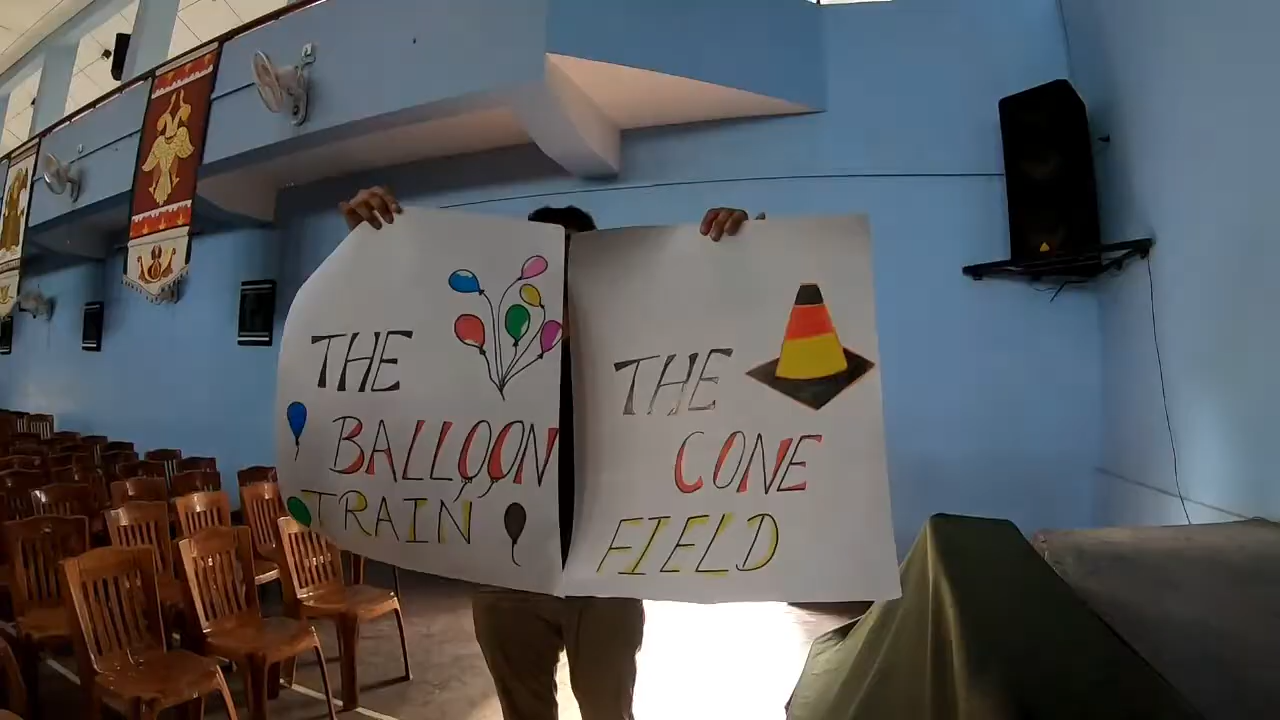 THE
BALLOON
TRAIN
THE
CONE
FIELD